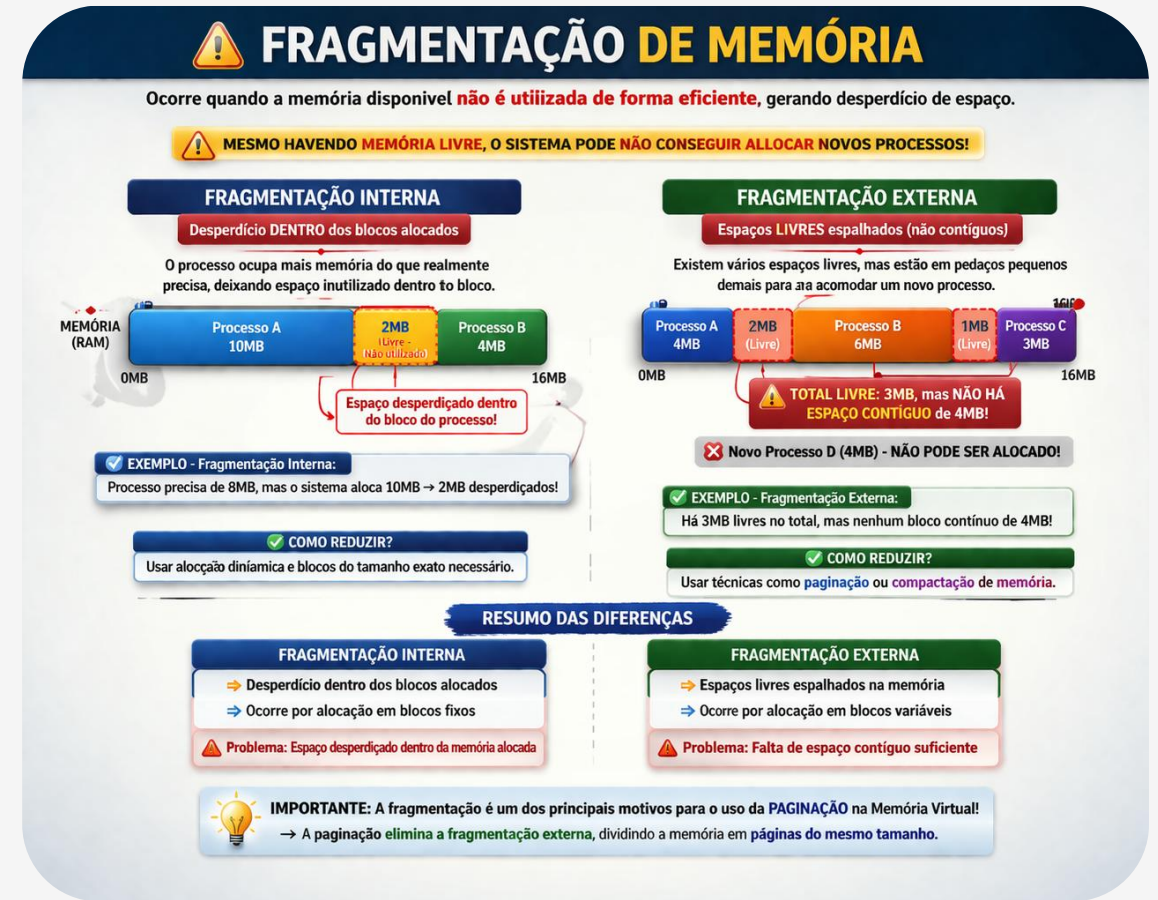 FRAGMENTAÇÃO DE MEMÓRIA
Ocorre quando a memória disponivel não é utiiizada de forma eficiente, gerando desperdício de espaço.
MESMO HAVENDO MEMÓRIA LIVRE, O SISTEMA PODE NÃO CONSEGUIR ALLOCAR NOVOS PROCESSOS!
FRAGMENTAÇÃO INTERNA
Desperdício DENTRO dos blocos alocados
O processo ocupa mais memória do que realmente
precisa, deixando espaço inutilizado dentro to bloco.
MEMÓRIA
(RAM)
Processo A
10MB
2MB
(Livre -
Não utilizado)
Processo B
4MB
0MB
16MB
Espaço desperdiçado dentro
do bloco do processo!
EXEMPLO - Fragmentação Interna:
Processo precisa de 8MB, mas o sistema aloca 10MB → 2MB desperdiçados!
COMO REDUZIR?
Usar alocção diníamica e blocos do tamanho exato necessário.
FRAGMENTAÇÃO EXTERNA
Espaços LIVRES espalhados (não contíguos)
Existem vários espaços livres, mas estão em pedaços pequenos
demais para aa acomodar um novo processo.
Processo A
4MB
2MB
(Livre)
Processo B
6MB
1MB
(Livre)
Processo C
3MB
0MB
16MB
TOTAL LIVRE: 3MB, mas NÃO HÁ
ESPAÇO CONTÍGUO de 4MB!
Novo Processo D (4MB) - NÃO PODE SER ALOCADO!
EXEMPLO - Fragmentação Externa:
Há 3MB livres no total, mas nenhum bloco contínuo de 4MB!
COMO REDUZIR?
Usar técnicas como paginação ou compactação de memória.
RESUMO DAS DIFERENÇAS
FRAGMENTAÇÃO INTERNA
⇒ Desperdício dentro dos blocos alocados
⇒ Ocorre por alocação em blocos fixos
Problema: Espaço desperdiçado dentro da memória alocada
FRAGMENTAÇÃO EXTERNA
⇒ Espaços livres espalhados na memória
⇒ Ocorre por alocação em blocos variáveis
Problema: Falta de espaço contíguo suficiente
IMPORTANTE: A fragmentação é um dos principais motivos para o uso da PAGINAÇÃO na Memória Virtual!
→ A paginação elimina a fragmentação externa, dividindo a memória em páginas do mesmo tamanho.